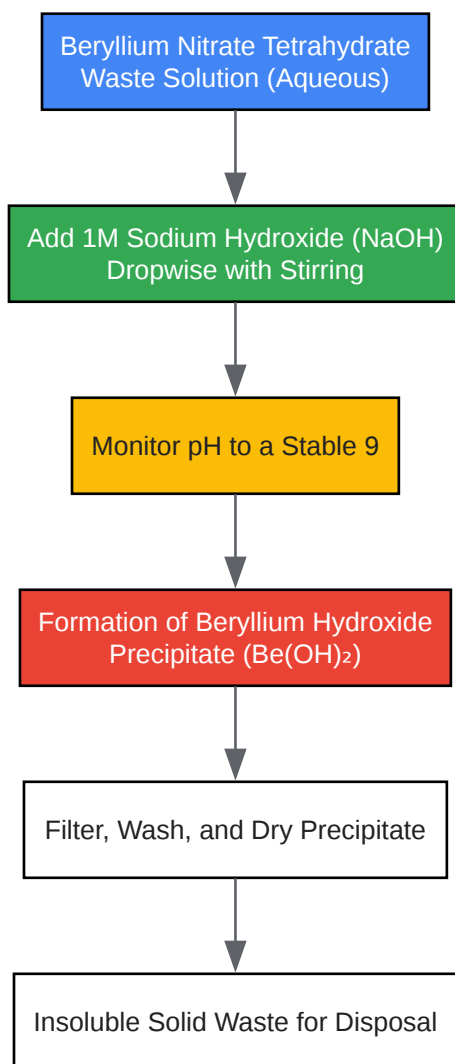 Beryllium Nitrate Tetrahydrate
Waste Solution (Aqueous)
Add 1M Sodium Hydroxide (NaOH)
Dropwise with Stirring
Monitor pH to a Stable 9
Formation of Beryllium Hydroxide
Precipitate (Be(OH)₂)
Filter, Wash, and Dry Precipitate
Insoluble Solid Waste for Disposal